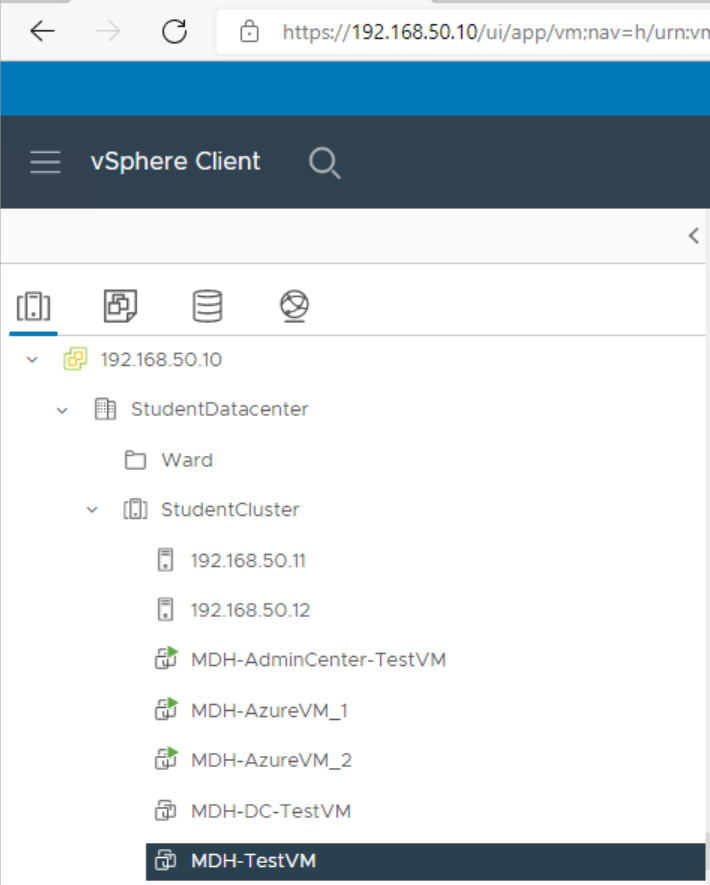 https://192.168.50.10/ui/app/vm;nav=h/urn:vm
vSphere Client
192.168.50.10
StudentDatacenter
Ward
StudentCluster
192.168.50.11
192.168.50.12
MDH-AdminCenter-TestVM
MDH-AzureVM_1
MDH-AzureVM_2
MDH-DC-TestVM
MDH-TestVM